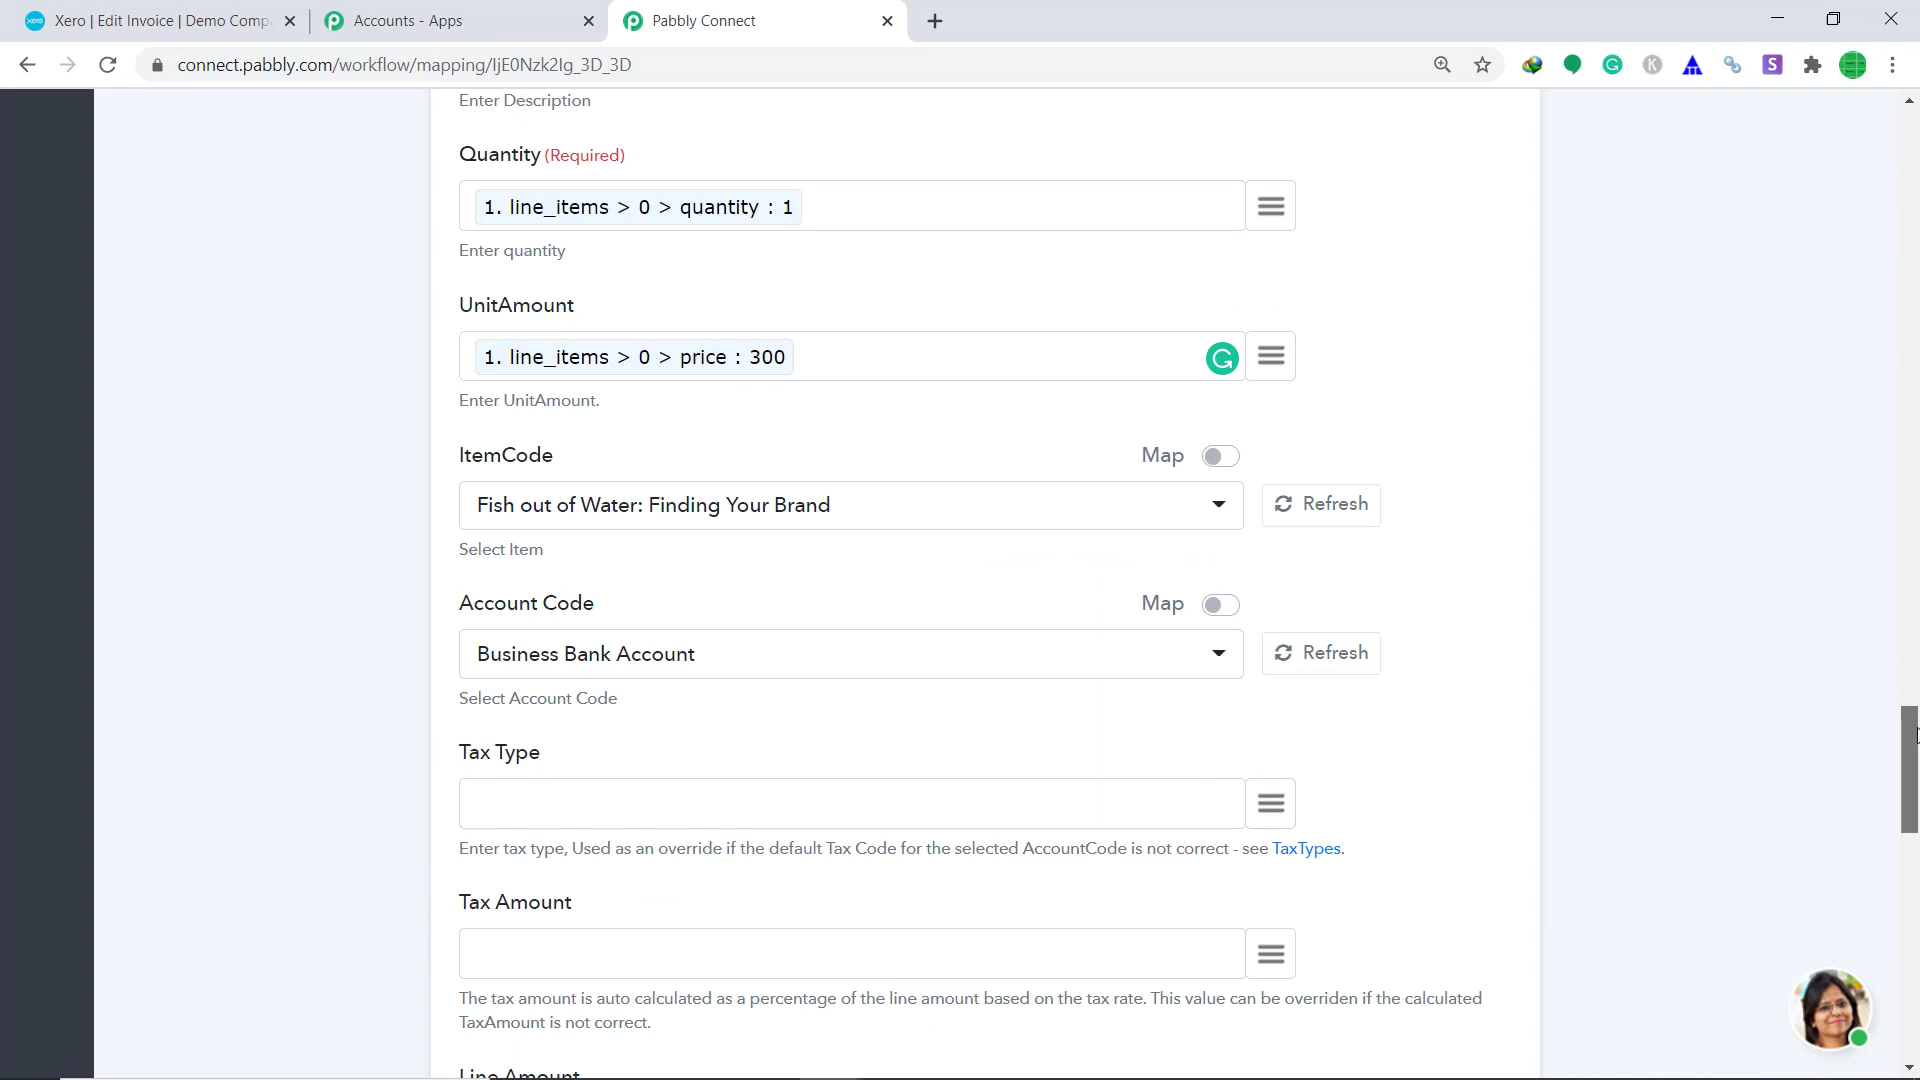 Xero | Edit Invoice | Demo Comp
Accounts - Apps
Pabbly Connect
connect.pabbly.com/workflow/mapping/IjE0Nzk2Ig_3D_3D
Enter Description
Quantity (Required)
1. line_items > 0 > quantity : 1
Enter quantity
UnitAmount
1. line_items > 0 > price : 300
Enter UnitAmount.
ItemCode
Map
Fish out of Water: Finding Your Brand
Refresh
Select Item
Account Code
Map
Business Bank Account
Refresh
Select Account Code
Tax Type
Enter tax type, Used as an override if the default Tax Code for the selected AccountCode is not correct - see TaxTypes.
Tax Amount
The tax amount is auto calculated as a percentage of the line amount based on the tax rate. This value can be overriden if the calculated
TaxAmount is not correct.
Line Amount